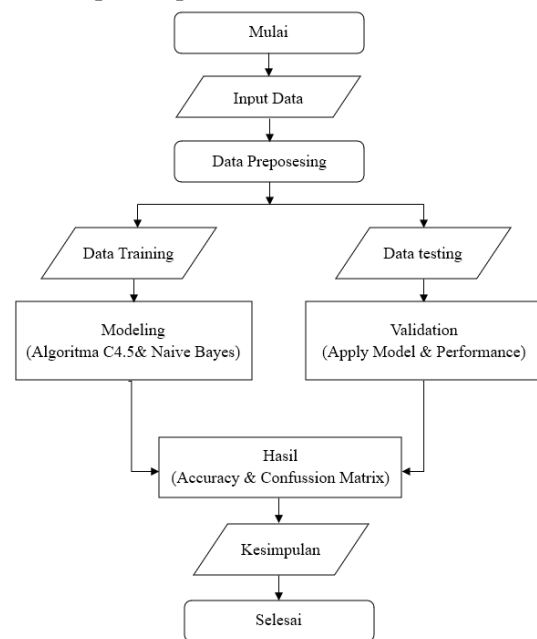 Mulai
Input Data
Data Preposesing
Data Training
Data testing
Modeling
(Algoritma C4.5& Naive Bayes)
Validation
(Apply Model & Performance)
Hasil
(Accuracy & Confussion Matrix)
Kesimpulan
Selesai